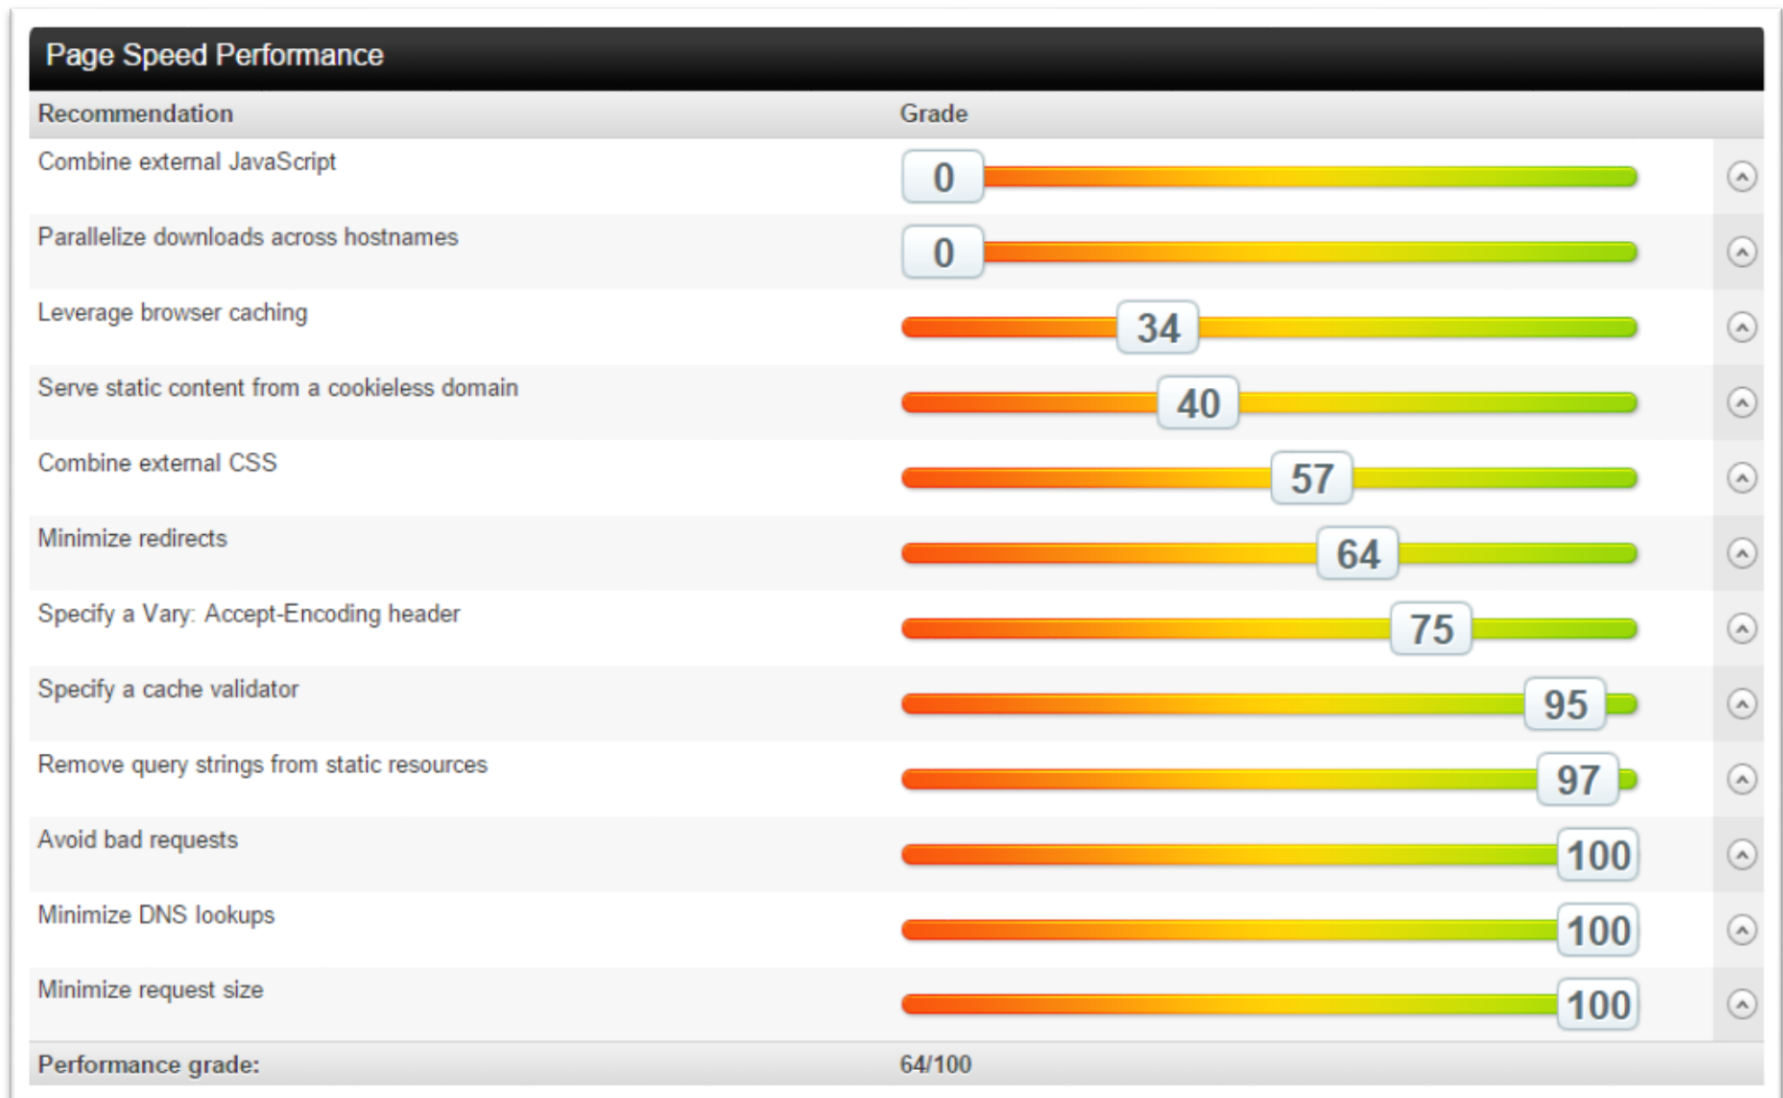 Page Speed Performance
Recommendation Grade
Combine external JavaScript 0
Parallelize downloads across hostnames 0
Leverage browser caching 34
Serve static content from a cookieless domain 40
Combine external CSS 57
Minimize redirects 64
Specify a Vary: Accept-Encoding header 75
Specify a cache validator 95
Remove query strings from static resources 97
Avoid bad requests 100
Minimize DNS lookups 100
Minimize request size 100
Performance grade: 64/100